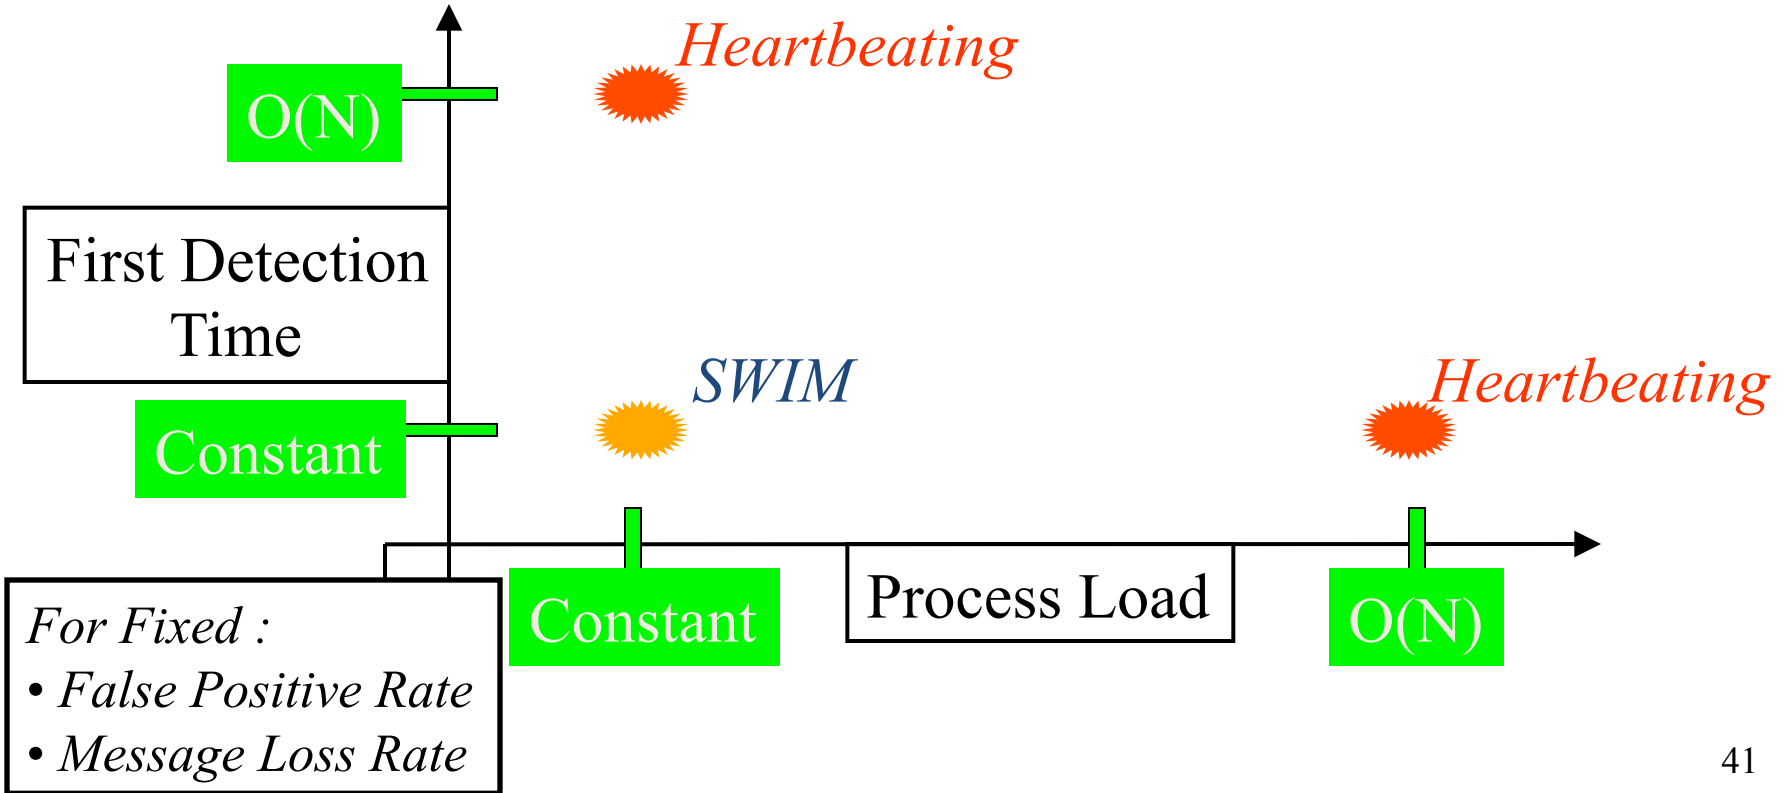 Heartbeating
O(N)
First Detection
Time
SWIM
Heartbeating
Constant
Process Load
Constant
O(N)
For Fixed :
• False Positive Rate
• Message Loss Rate
41